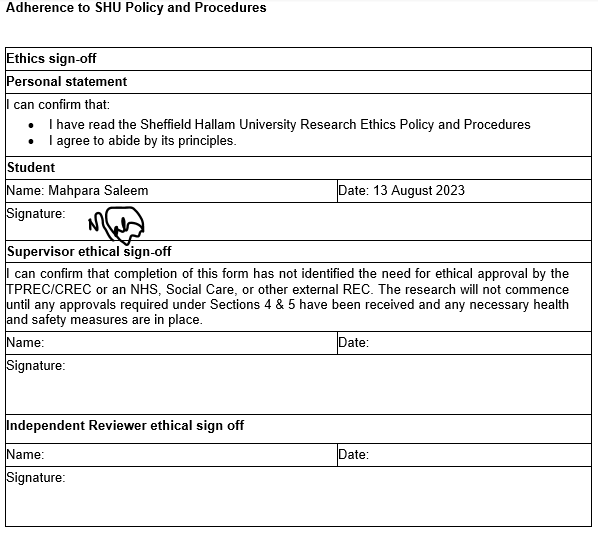 Adherence to SHU Policy and Procedures
Ethics sign-off
Personal statement
I can confirm that:
• I have read the Sheffield Hallam University Research Ethics Policy and Procedures
• I agree to abide by its principles.
Student
Name: Mahpara Saleem Date: 13 August 2023
Signature:
Supervisor ethical sign-off
I can confirm that completion of this form has not identified the need for ethical approval by the
TPREC/CREC or an NHS, Social Care, or other external REC. The research will not commence
until any approvals required under Sections 4 & 5 have been received and any necessary health
and safety measures are in place.
Name: Date:
Signature:
Independent Reviewer ethical sign off
Name: Date:
Signature: